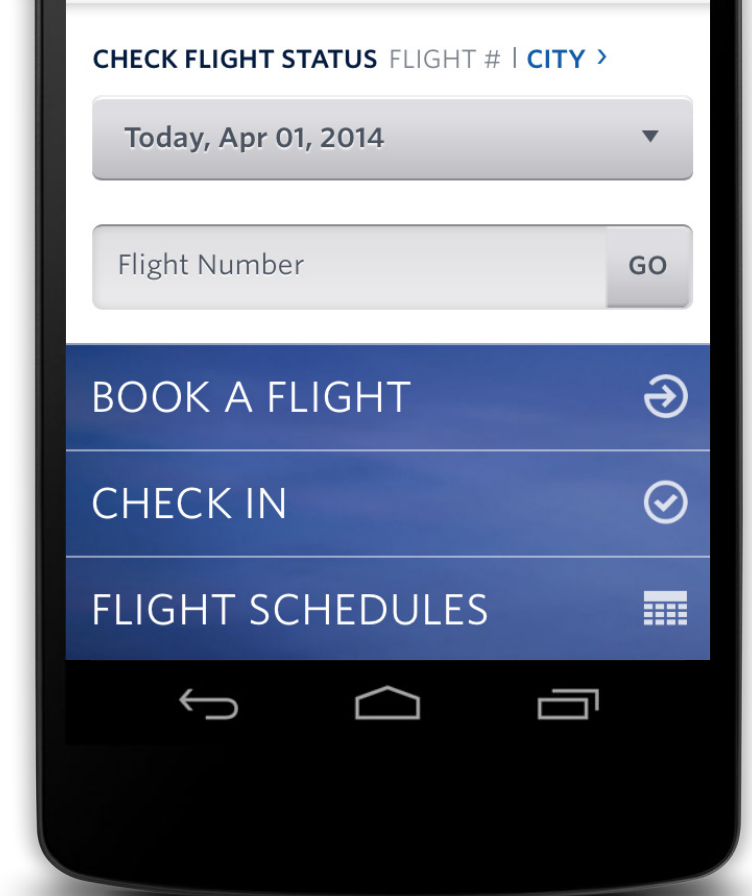 CHECK FLIGHT STATUS FLIGHT # | CITY >
Today, Apr 01, 2014
Flight Number GO
BOOK A FLIGHT
CHECK IN
FLIGHT SCHEDULES